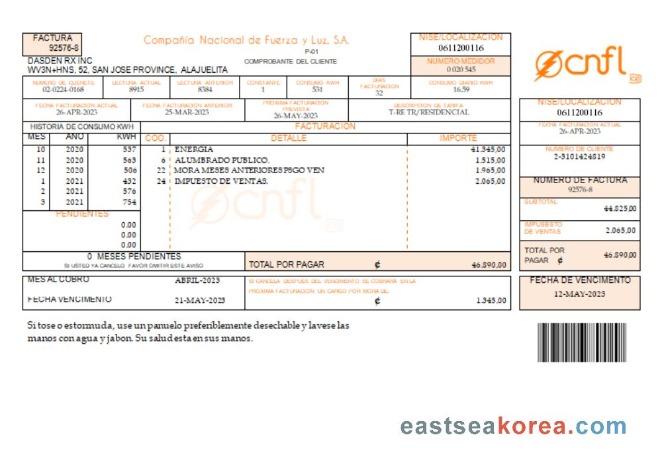 FACTURA
92576-8
Compañía Nacional de Fuerza y Luz, S.A.
P-01
COMPROBANTE DEL CLIENTE
NISE/LOCALIZACION
0611200116
NUMERO MEDIDOR
0 020 545
DASDEN RX INC
WV3N+HNS, 52, SAN JOSE PROVINCE, ALAJUELITA
cnfl
NUMERO DE CLIENTE
02-0224-0168
LECTURA ACTUAL
8915
LECTURA ANTERIOR
8384
CONSTANTE
1
CONSUMO KWH
531
DIAS FACTURACION
32
CONSUMO DIARIO KWH
16,59
FECHA FACTURACION ACTUAL
26-APR-2023
FECHA FACTURACION ANTERIOR
25-MAR-2023
PROXIMA FACTURACION PREVISTA
26-MAY-2023
DESCRIPCION DE TARIFA
T-RE TR/RESIDENCIAL
HISTORIA DE CONSUMO KWH
FACTURACION
MES ANO KWH COD. DETALLE IMPORTE
10 2020 537 1 ENERGIA 41.345,00
11 2020 563 6 ALUMBRADO PUBLICO. 1.515,00
12 2020 506 22 MORA MESES ANTERIORES PSGO VEN 1.965,00
1 2021 432 24 IMPUESTO DE VENTAS. 2.065,00
2 2021 576
3 2021 754
PENDIENTES
0.00
0.00
0.00
cnfl
0 MESES PENDIENTES
SI USTED YA CANCELO FAVOR OMITIR ESTE AVISO
TOTAL POR PAGAR ₡ 46.890,00
MES AL COBRO ABRIL-2023
FECHA VENCIMENTO 21-MAY-2023
SI CANCELA DESPUES DEL VENCIMIENTO SE COBRARA EN LA
PROXIMA FACTURACION UN CARGO POR MORA DE:
₡ 1.345,00
NISE/LOCALIZACION
0611200116
FECHA FACTURACION ACTUAL
26-APR-2023
NUMERO DE CLIENTE
2-3101424819
NUMERO DE FACTURA
92576-8
SUBTOTAL
44.825,00
IMPUESTO DE VENTAS
2.065,00
TOTAL POR PAGAR ₡ 46.890,00
FECHA DE VENCIMIENTO
12-MAY-2023
Si tose o estormuda, use un panuelo preferiblemente desechable y lavese las
manos con agua y jabon. Su salud esta en sus manos.
eastseakorea.com